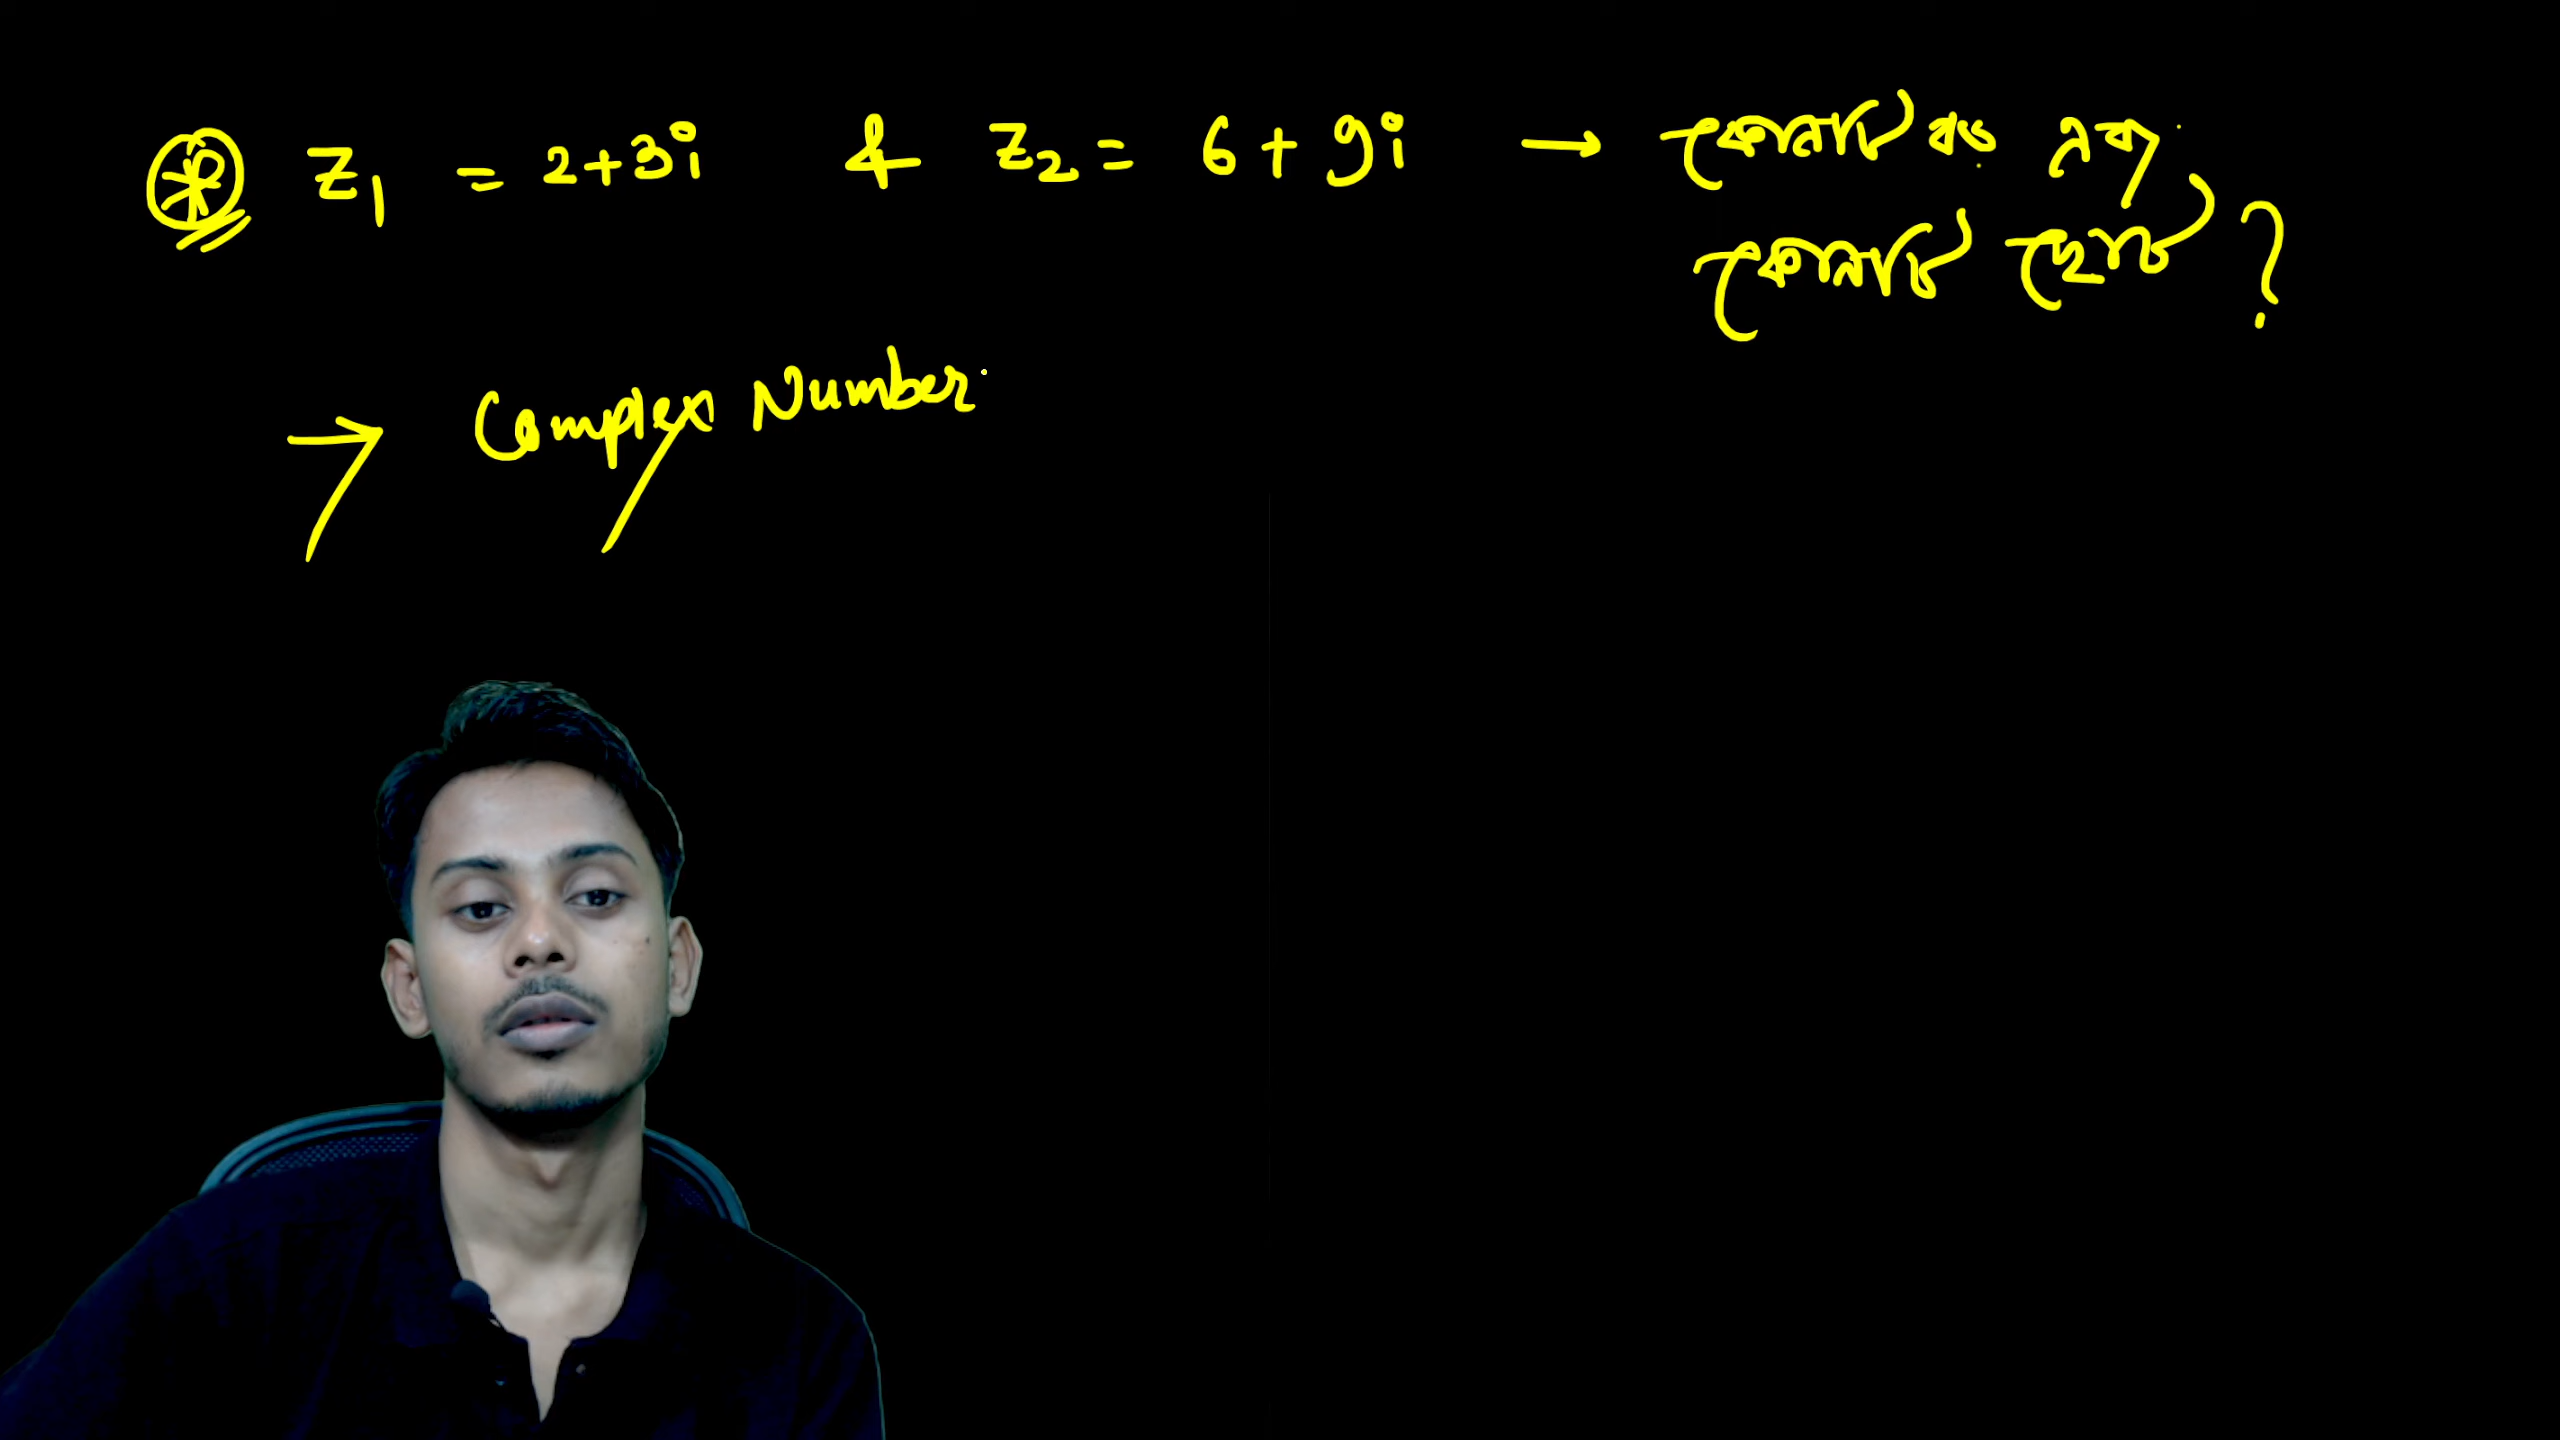 Z₁ = 2+3i & Z₂ = 6+9i → কোনটি বড় এবং
কোনটি ছোট ?
→ Complex Number